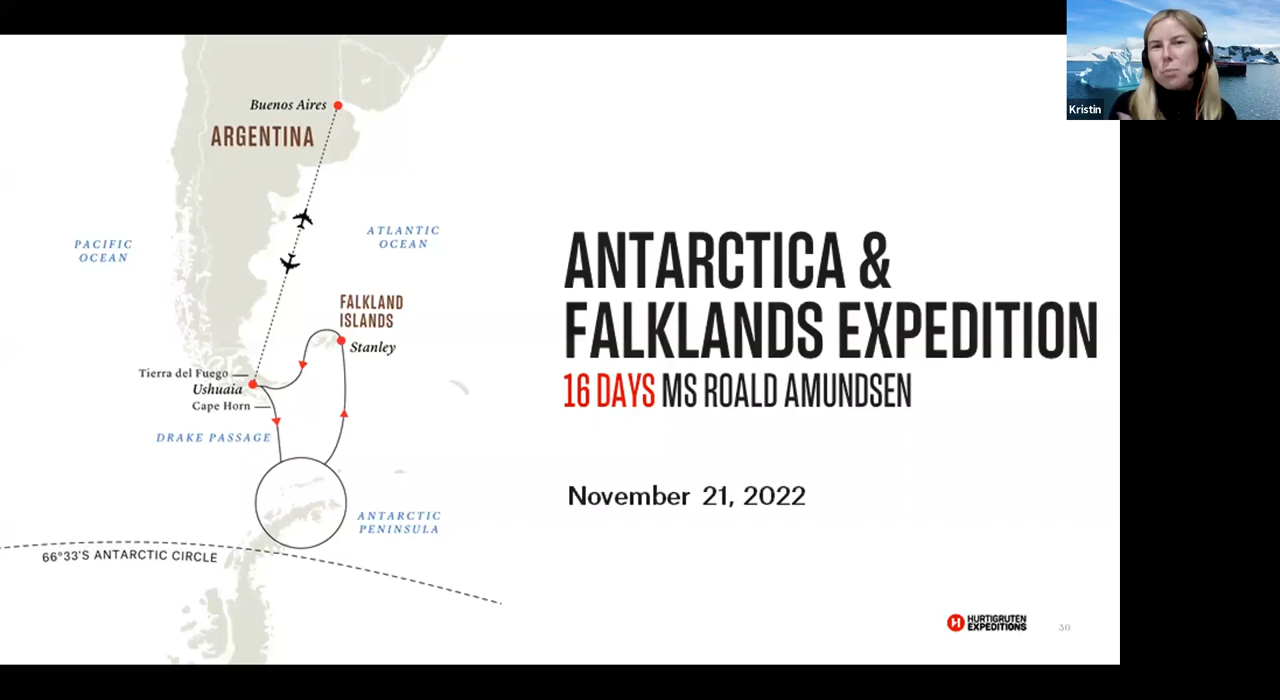 Kristin
Buenos Aires
ARGENTINA
PACIFIC
OCEAN
ATLANTIC
OCEAN
FALKLAND
ISLANDS
Stanley
Tierra del Fuego
Ushuaia
Cape Horn
DRAKE PASSAGE
ANTARCTIC
PENINSULA
66°33'S ANTARCTIC CIRCLE
ANTARCTICA &
FALKLANDS EXPEDITION
16 DAYS MS ROALD AMUNDSEN
November 21, 2022
HURTIGRUTEN
EXPEDITIONS
30